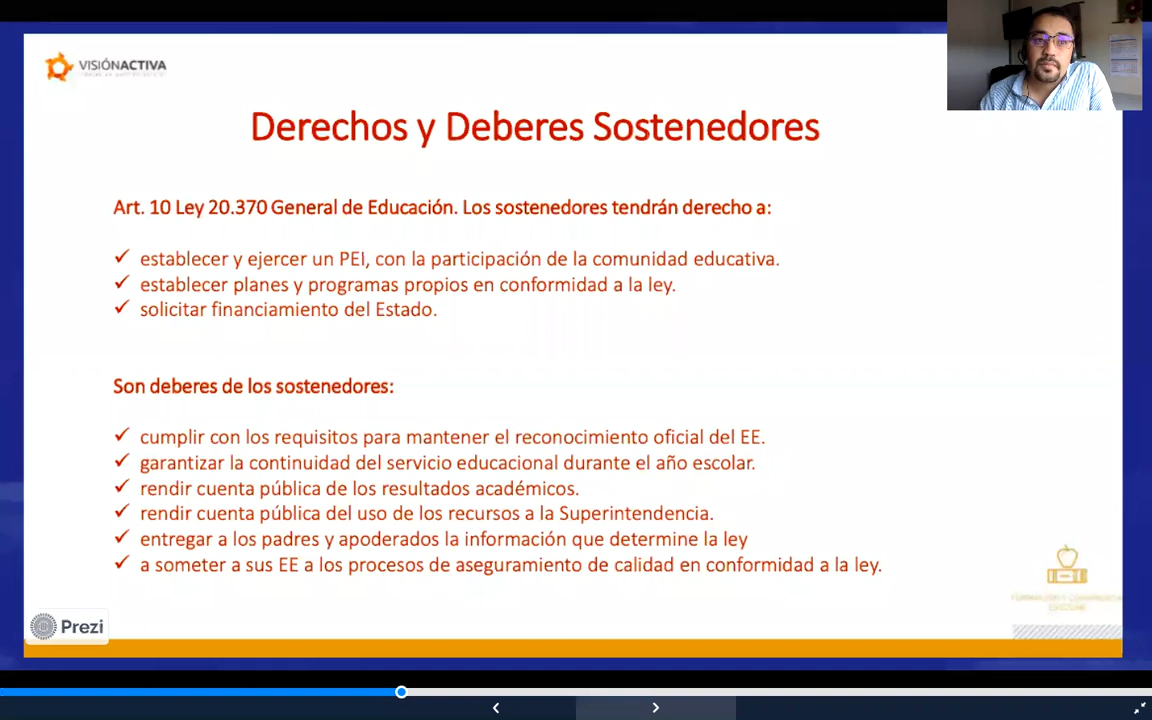 VISIÓNACTIVA
Derechos y Deberes Sostenedores
Art. 10 Ley 20.370 General de Educación. Los sostenedores tendrán derecho a:
✓ establecer y ejercer un PEI, con la participación de la comunidad educativa.
✓ establecer planes y programas propios en conformidad a la ley.
✓ solicitar financiamiento del Estado.
Son deberes de los sostenedores:
✓ cumplir con los requisitos para mantener el reconocimiento oficial del EE.
✓ garantizar la continuidad del servicio educacional durante el año escolar.
✓ rendir cuenta pública de los resultados académicos.
✓ rendir cuenta pública del uso de los recursos a la Superintendencia.
✓ entregar a los padres y apoderados la información que determine la ley
✓ a someter a sus EE a los procesos de aseguramiento de calidad en conformidad a la ley.
Prezi